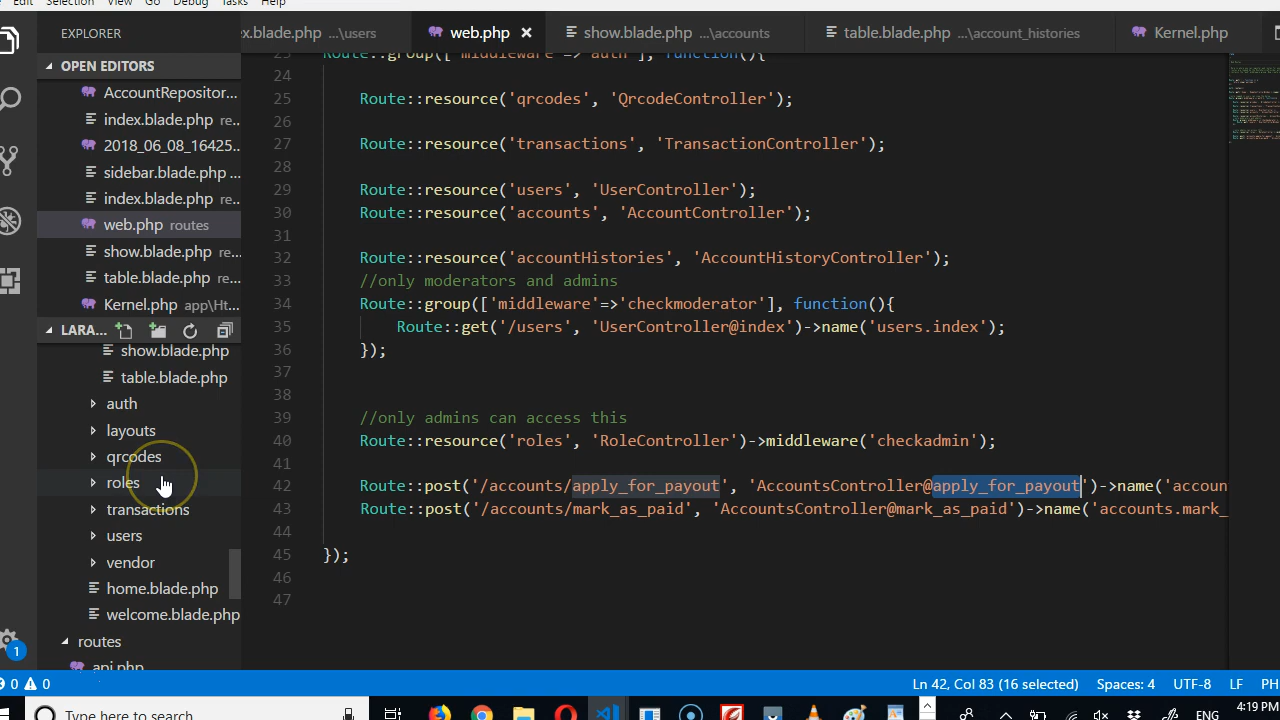 Edit Selection View Go Debug Tasks Help
EXPLORER
x.blade.php ...\users
web.php
show.blade.php ...\accounts
table.blade.php ...\account_histories
Kernel.php
OPEN EDITORS
AccountRepositor...
index.blade.php re...
2018_06_08_16425...
sidebar.blade.php ...
index.blade.php re...
web.php routes
show.blade.php re...
table.blade.php re...
Kernel.php app\Ht...
LARA...
show.blade.php
table.blade.php
auth
layouts
qrcodes
roles
transactions
users
vendor
home.blade.php
welcome.blade.php
routes
api.php
23 Route::group(['middleware'=>'auth'], function(){
24
25 Route::resource('qrcodes', 'QrcodeController');
26
27 Route::resource('transactions', 'TransactionController');
28
29 Route::resource('users', 'UserController');
30 Route::resource('accounts', 'AccountController');
31
32 Route::resource('accountHistories', 'AccountHistoryController');
33 //only moderators and admins
34 Route::group(['middleware'=>'checkmoderator'], function(){
35 Route::get('/users', 'UserController@index')->name('users.index');
36 });
37
38
39 //only admins can access this
40 Route::resource('roles', 'RoleController')->middleware('checkadmin');
41
42 Route::post('/accounts/apply_for_payout', 'AccountsController@apply_for_payout')->name('accoun
43 Route::post('/accounts/mark_as_paid', 'AccountsController@mark_as_paid')->name('accounts.mark_
44
45 });
46
47
1
0 0
Ln 42, Col 83 (16 selected) Spaces: 4 UTF-8 LF PH
Type here to search
ENG
4:19 PM